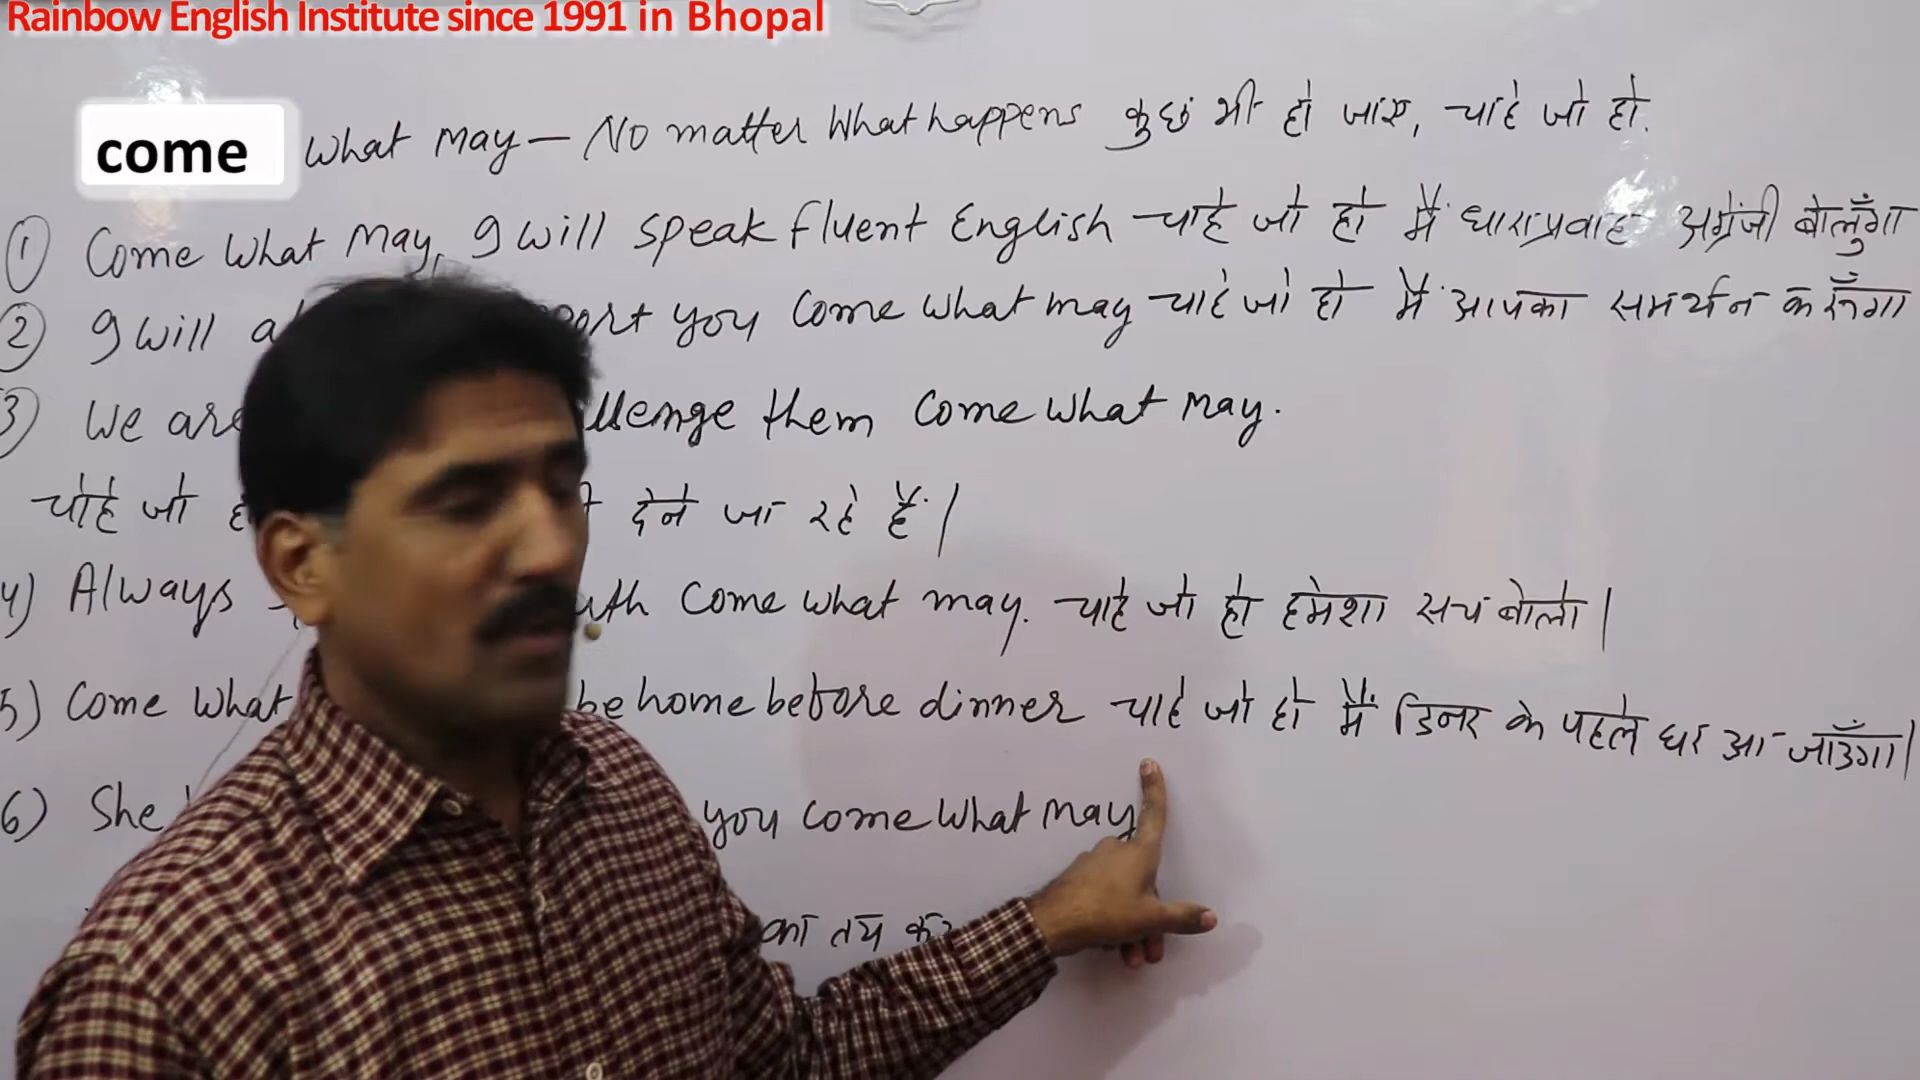 Rainbow English Institute since 1991 in Bhopal
come What may — No matter What happens कुछ भी हो जाए, चाहे जो हो.
① Come What may, I will speak fluent English चाहे जो हो मैं धाराप्रवाह अंग्रेजी बोलुँगा
② I will you come what may चाहे जो हो मैं आपका समर्थन करूँगा
③ We are them come what may.
चाहे जो देने जा रहे हैं।
4) Always come what may. चाहे जो हो हमेशा सच बोलो।
5) Come What be home before dinner चाहे जो हो मैं डिनर के पहले घर आ जाउँगा।
6) She you come what may
का तय